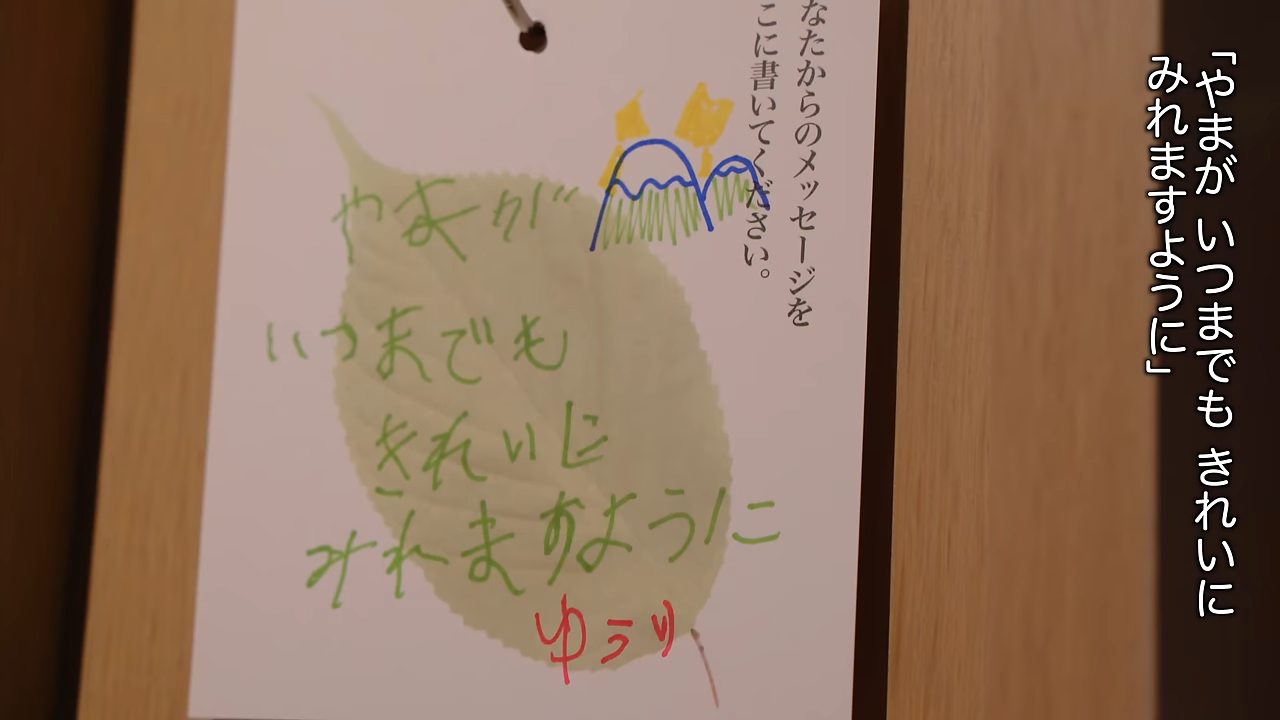 「やまが いつまでも きれいに
みれますように」
なたからのメッセージを
こに書いてください。
やまが
いつまでも
きれいに
みれますように
ゆうり